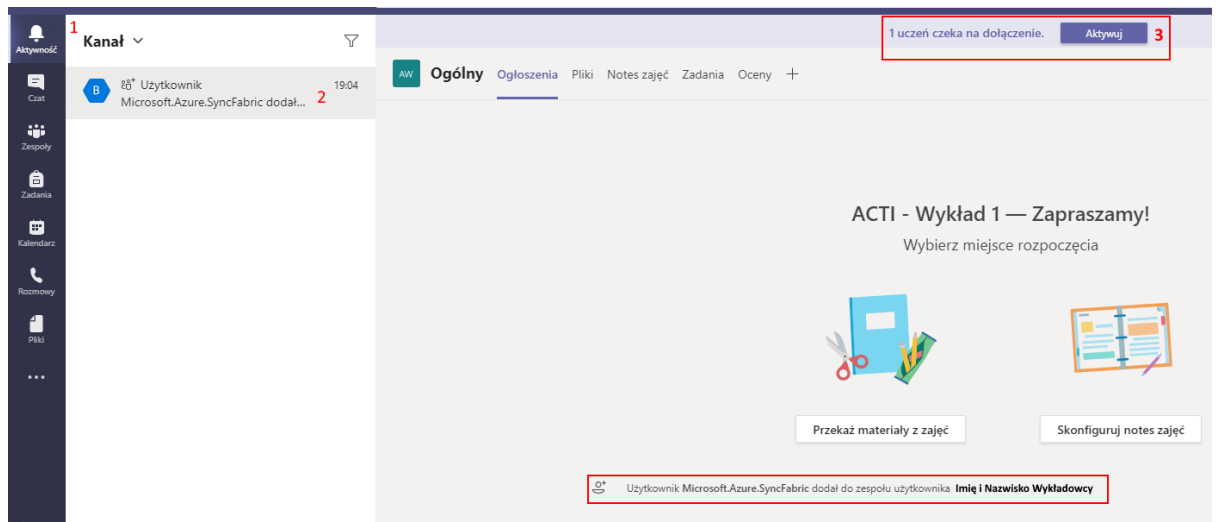 Aktywność
Czat
Zespoły
Zadania
Kalendarz
Rozmowy
Pliki
1
Kanał
Użytkownik 19:04
Microsoft.Azure.SyncFabric dodał... 2
B
1 uczeń czeka na dołączenie. Aktywuj 3
AW Ogólny Ogłoszenia Pliki Notes zajęć Zadania Oceny +
ACTI - Wykład 1 — Zapraszamy!
Wybierz miejsce rozpoczęcia
Przekaż materiały z zajęć Skonfiguruj notes zajęć
Użytkownik Microsoft.Azure.SyncFabric dodał do zespołu użytkownika Imię i Nazwisko Wykładowcy